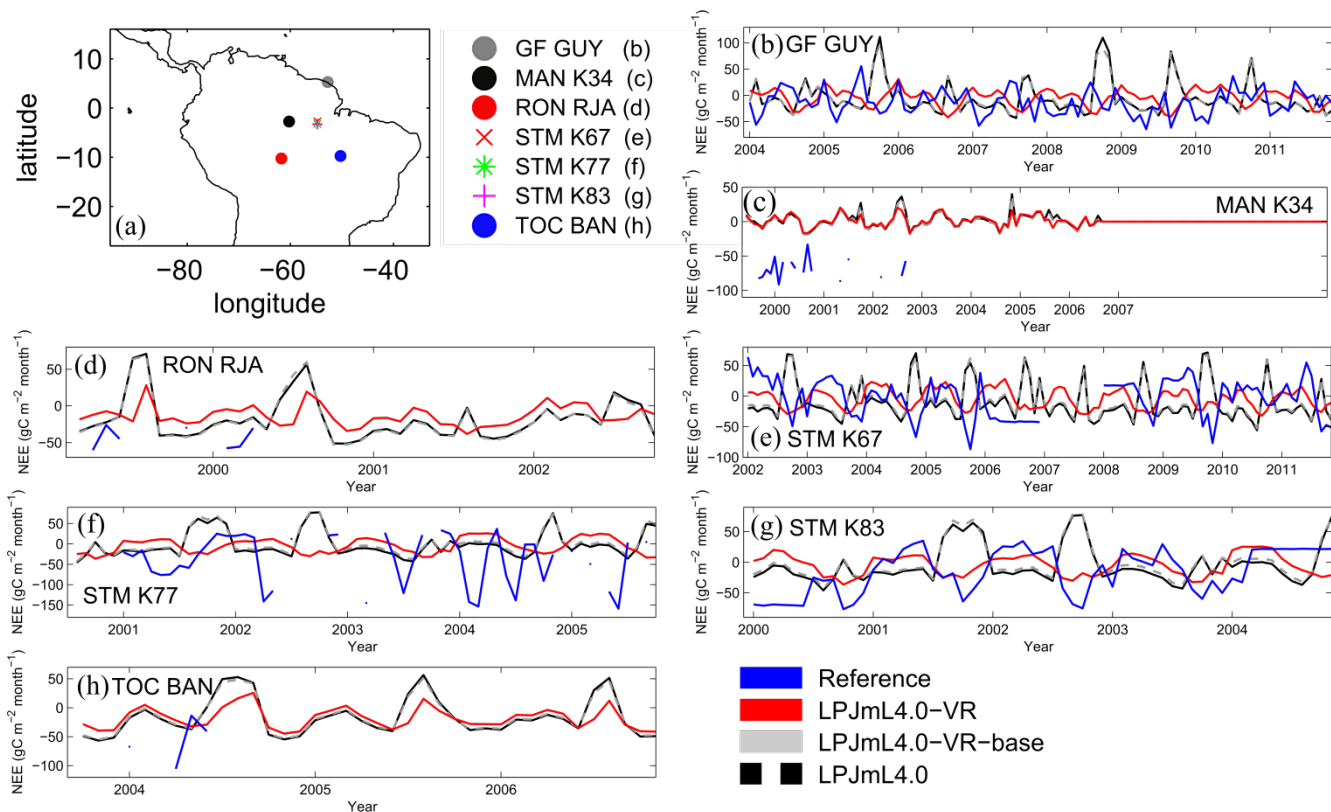 10
0
−10
−20
latitude
(a)
−80
−60
−40
longitude
GF GUY (b)
MAN K34 (c)
RON RJA (d)
STM K67 (e)
STM K77 (f)
STM K83 (g)
TOC BAN (h)
(b) GF GUY
NEE (gC m−2 month−1)
100
50
0
−50
2004 2005 2006 2007 2008 2009 2010 2011
Year
(c) MAN K34
NEE (gC m−2 month−1)
50
0
−50
−100
2000 2001 2002 2003 2004 2005 2006 2007
Year
(d) RON RJA
NEE (gC m−2 month−1)
50
0
−50
2000 2001 2002
Year
(e) STM K67
NEE (gC m−2 month−1)
50
0
−50
−100
2002 2003 2004 2005 2006 2007 2008 2009 2010 2011
Year
(f)
STM K77
NEE (gC m−2 month−1)
50
0
−50
−100
−150
2001 2002 2003 2004 2005
Year
(g) STM K83
NEE (gC m−2 month−1)
50
0
−50
2000 2001 2002 2003 2004
Year
(h) TOC BAN
NEE (gC m−2 month−1)
50
0
−50
−100
2004 2005 2006
Year
Reference
LPJmL4.0−VR
LPJmL4.0−VR−base
LPJmL4.0